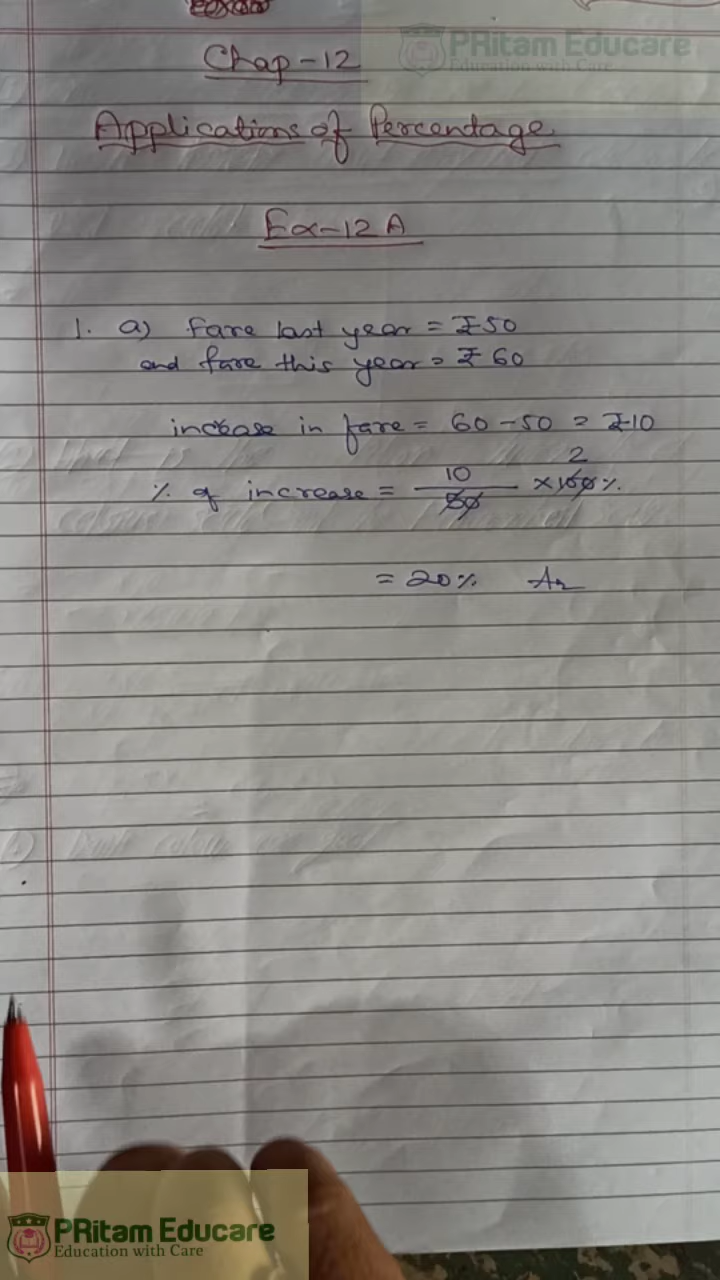 PRitam Educare
Education with Care
Chap-12
Applications of Percentage
Ex-12A
1. a) Fare last year = ₹50
and fare this year = ₹60
increase in fare = 60 - 50 = ₹10
2
% of increase = 10/50 × 100%
= 20% An
PRitam Educare
Education with Care